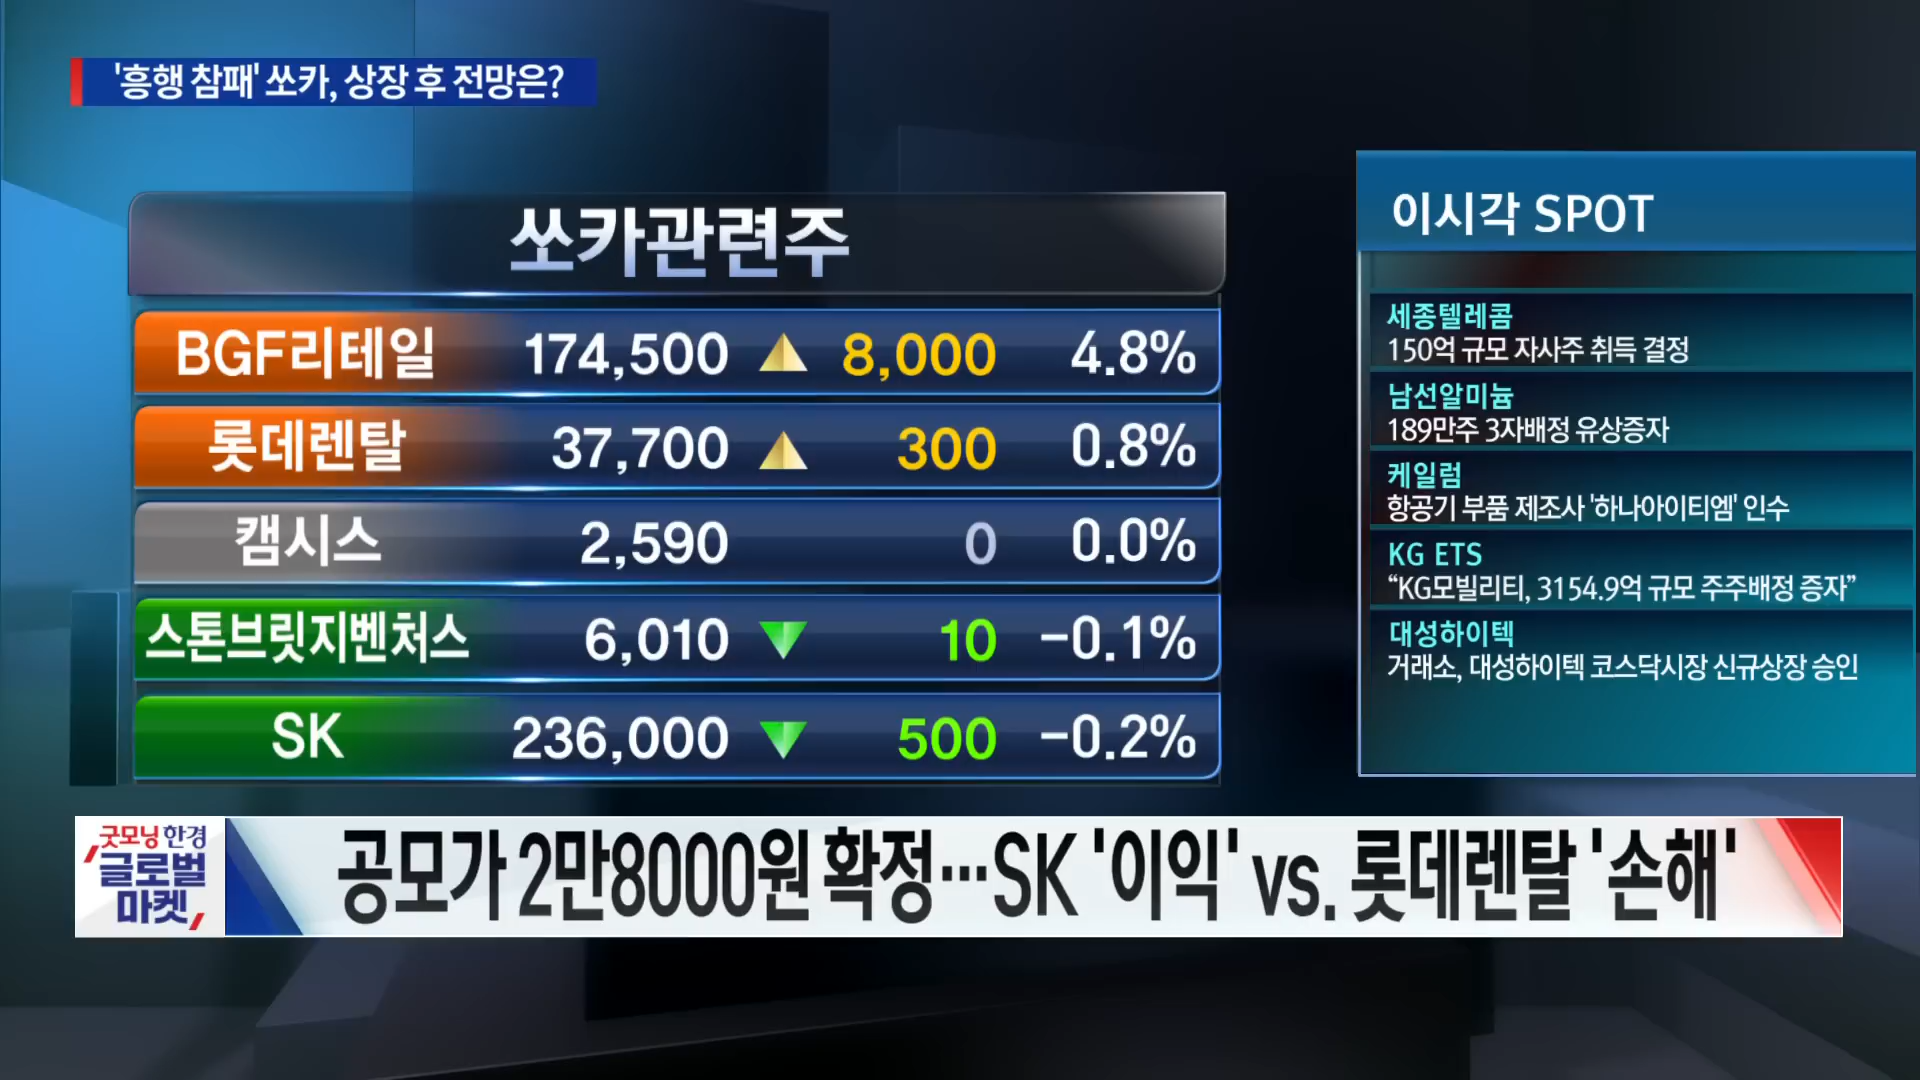 '흥행 참패' 쏘카, 상장 후 전망은?
쏘카관련주
BGF리테일 174,500 ▲ 8,000 4.8%
롯데렌탈 37,700 ▲ 300 0.8%
캠시스 2,590 0 0.0%
스톤브릿지벤처스 6,010 ▼ 10 -0.1%
SK 236,000 ▼ 500 -0.2%
이시각 SPOT
세종텔레콤
150억 규모 자사주 취득 결정
남선알미늄
189만주 3자배정 유상증자
케일럼
항공기 부품 제조사 '하나아이티엠' 인수
KG ETS
“KG모빌리티, 3154.9억 규모 주주배정 증자”
대성하이텍
거래소, 대성하이텍 코스닥시장 신규상장 승인
굿모닝 한경
글로벌
마켓
공모가 2만8000원 확정…SK '이익' vs. 롯데렌탈 '손해'